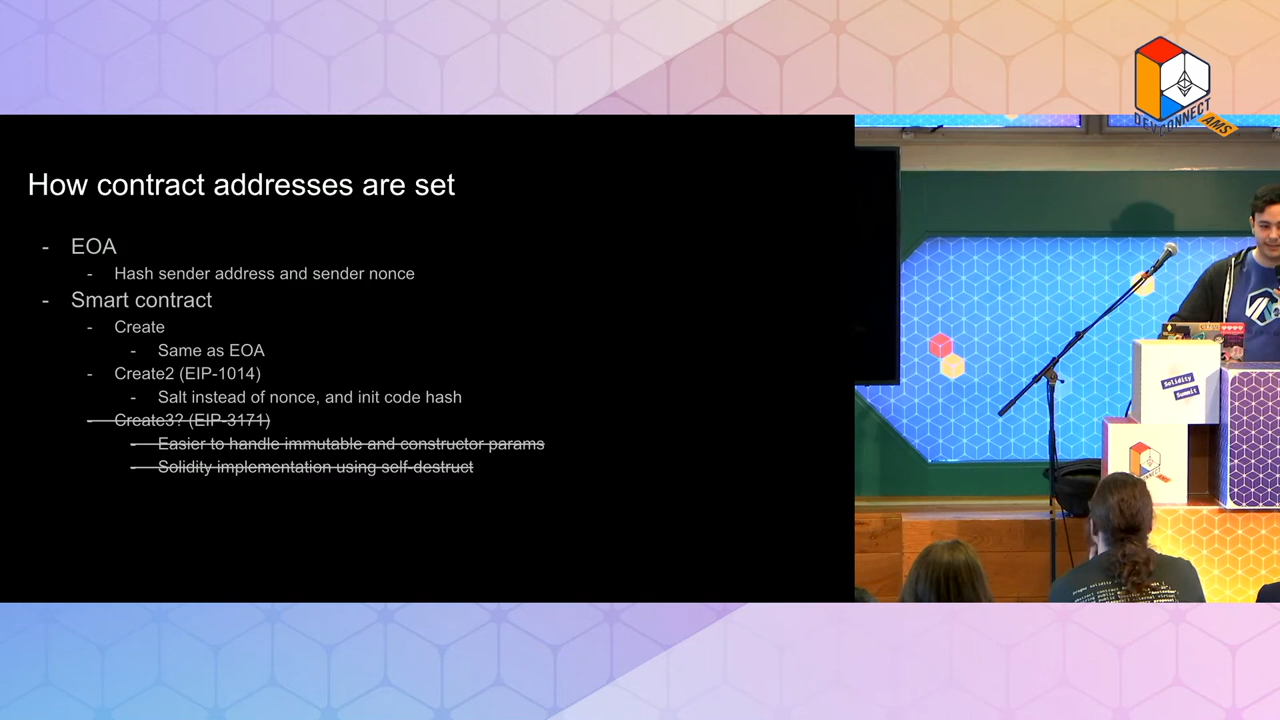 How contract addresses are set
- EOA
- Hash sender address and sender nonce
- Smart contract
- Create
- Same as EOA
- Create2 (EIP-1014)
- Salt instead of nonce, and init code hash
- Create3? (EIP-3171)
- Easier to handle immutable and constructor params
- Solidity implementation using self-destruct
DEVCONNECT
AMS
Solidity
Summit